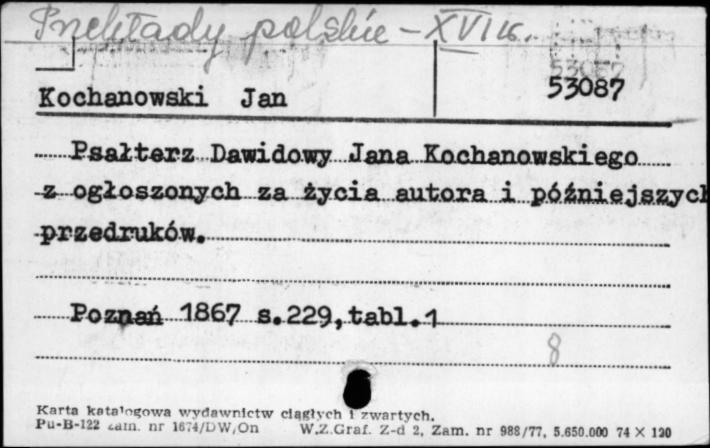 Przekłady polskie - XVI w.
53087
Kochanowski Jan
53087
Psałterz Dawidowy Jana Kochanowskiego
z ogłoszonych za życia autora i późniejszych
przedruków.
Poznań 1867 s.229,tabl.1
8
Karta katalogowa wydawnictw ciągłych i zwartych.
Pu-B-122 zam. nr 1674/DW/On W.Z.Graf. Z-d 2, Zam. nr 988/77, 5.650.000 74 X 120